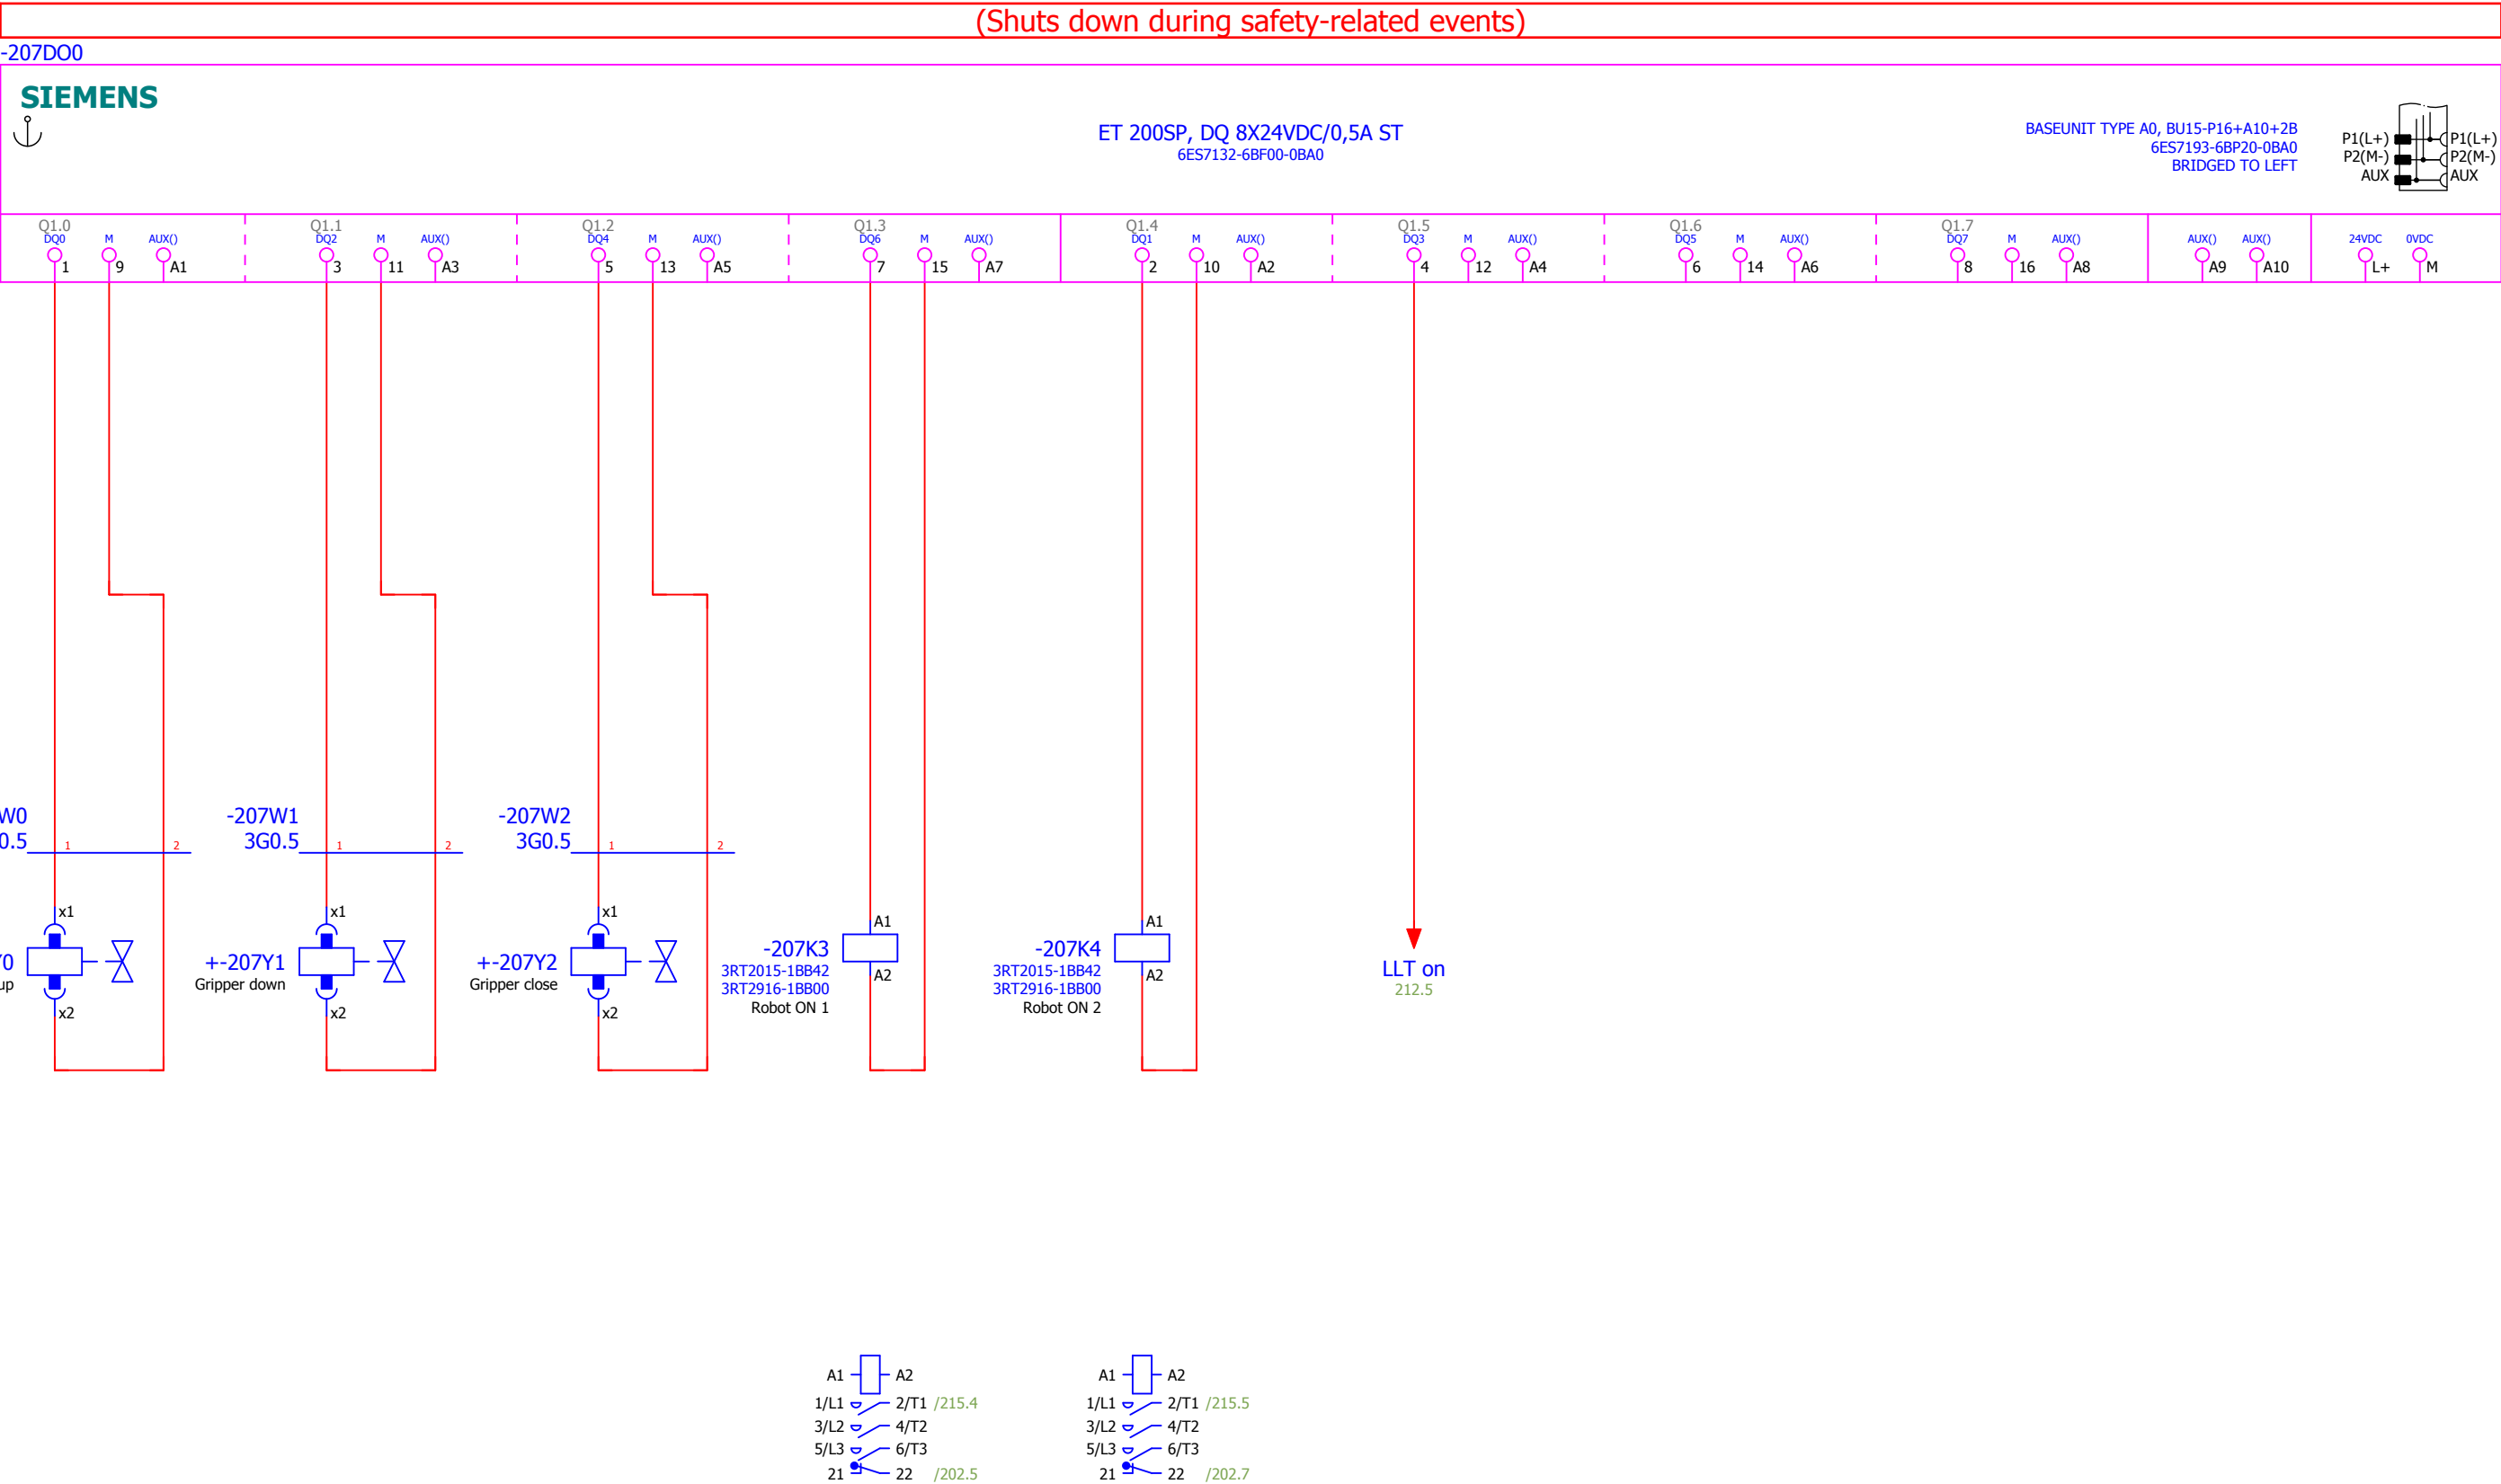 (Shuts down during safety-related events)
-207DO0
SIEMENS
ET 200SP, DQ 8X24VDC/0,5A ST
6ES7132-6BF00-0BA0
BASEUNIT TYPE A0, BU15-P16+A10+2B
6ES7193-6BP20-0BA0
BRIDGED TO LEFT
P1(L+) P1(L+)
P2(M-) P2(M-)
AUX AUX
Q1.0 Q1.1 Q1.2 Q1.3 Q1.4 Q1.5 Q1.6 Q1.7
DQ0 M AUX() DQ2 M AUX() DQ4 M AUX() DQ6 M AUX() DQ1 M AUX() DQ3 M AUX() DQ5 M AUX() DQ7 M AUX() AUX() AUX() 24VDC 0VDC
1 9 A1 3 11 A3 5 13 A5 7 15 A7 2 10 A2 4 12 A4 6 14 A6 8 16 A8 A9 A10 L+ M
W0 -207W1 -207W2
0.5 1 2 3G0.5 1 2 3G0.5 1 2
x1 x1 x1 A1 A1
-207K3 -207K4
0 +-207Y1 +-207Y2
up Gripper down Gripper close
3RT2015-1BB42 A2 3RT2015-1BB42 A2
3RT2916-1BB00 3RT2916-1BB00
Robot ON 1 Robot ON 2
LLT on
212.5
x2 x2 x2
A1 A2 A1 A2
1/L1 2/T1 /215.4 1/L1 2/T1 /215.5
3/L2 4/T2 3/L2 4/T2
5/L3 6/T3 5/L3 6/T3
21 22 /202.5 21 22 /202.7